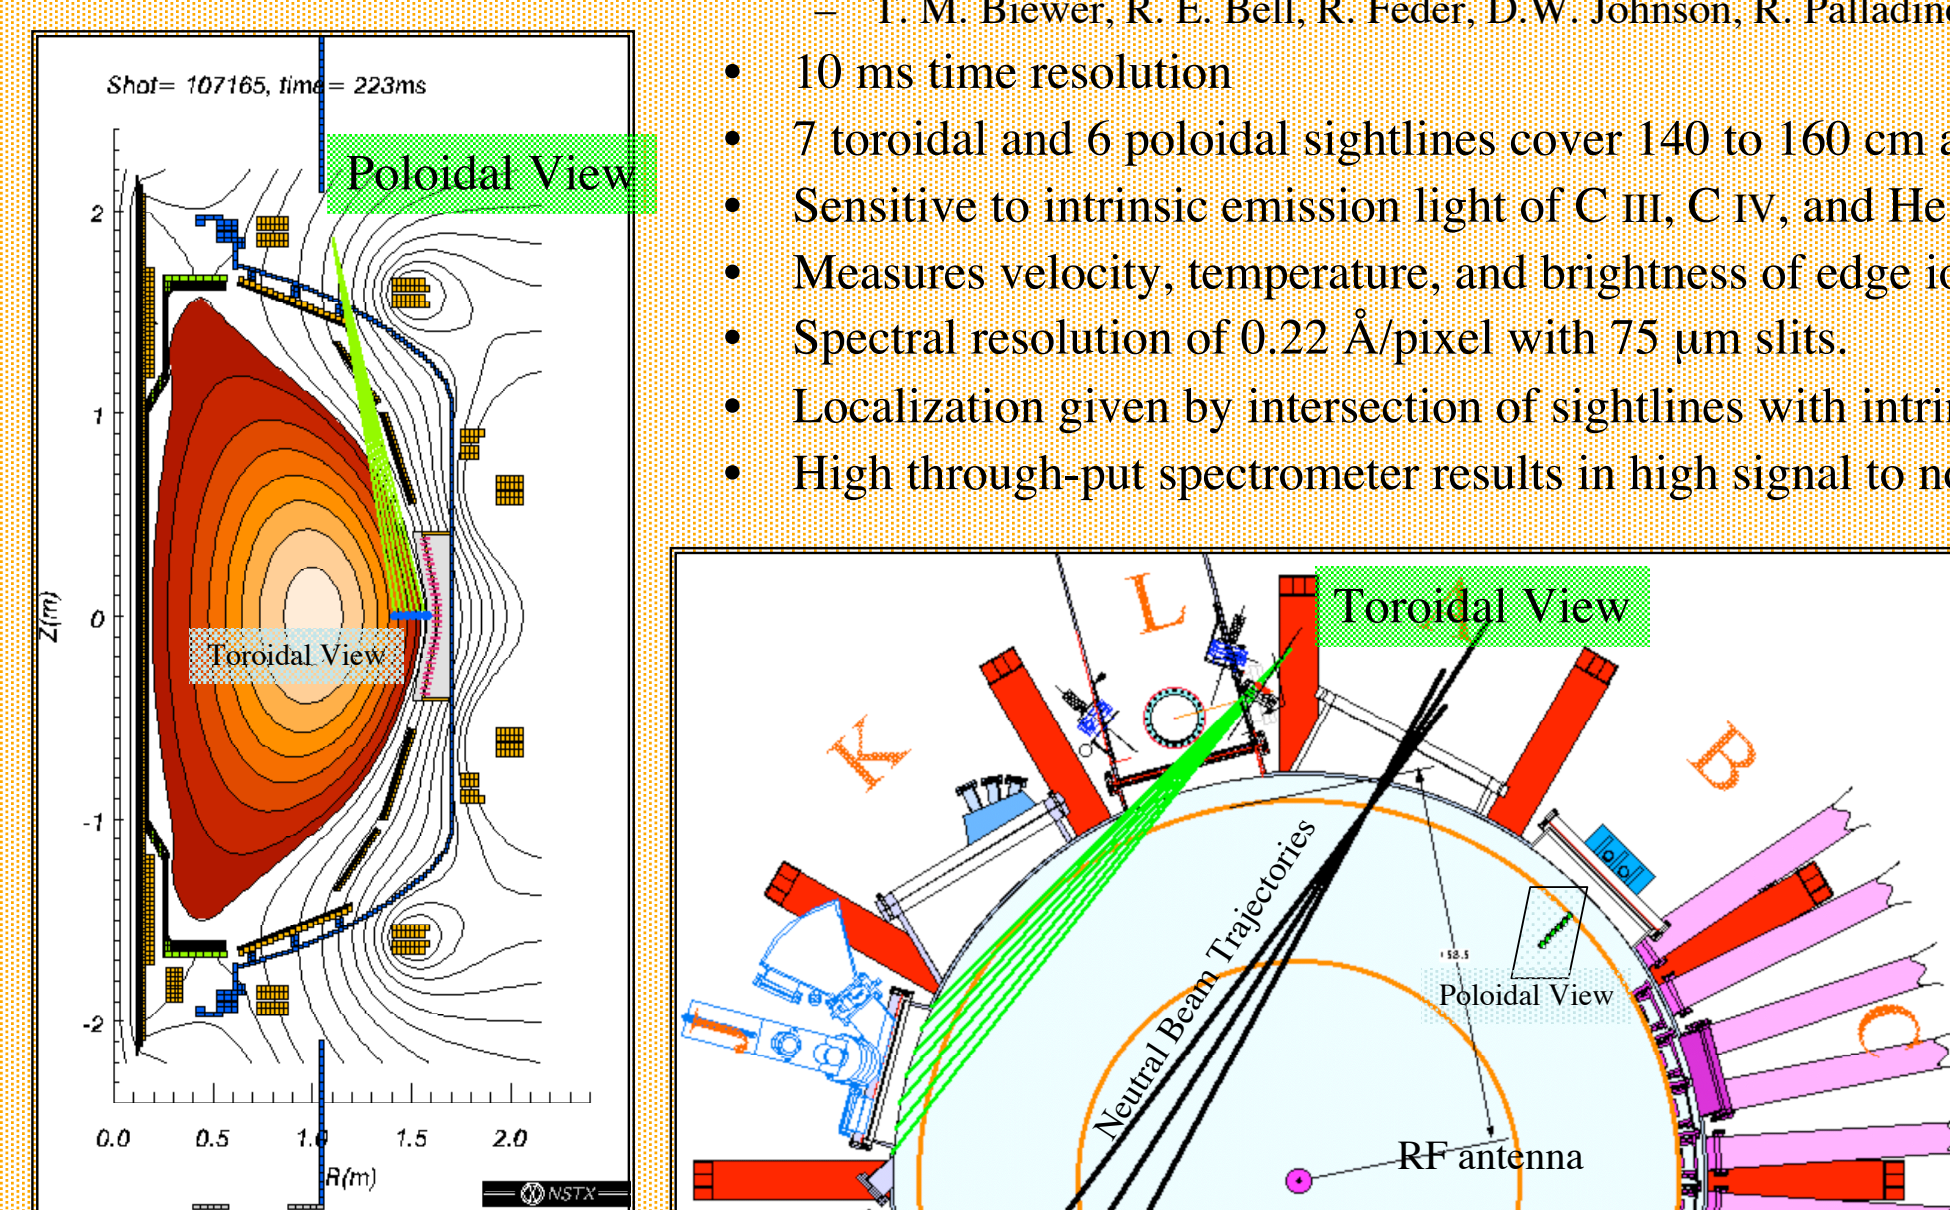 – T. M. Biewer, R. E. Bell, R. Feder, D.W. Johnson, R. Palladino
• 10 ms time resolution
• 7 toroidal and 6 poloidal sightlines cover 140 to 160 cm a
• Sensitive to intrinsic emission light of C III, C IV, and He
• Measures velocity, temperature, and brightness of edge io
• Spectral resolution of 0.22 Å/pixel with 75 μm slits.
• Localization given by intersection of sightlines with intri
• High through-put spectrometer results in high signal to no
Shot= 107165, time= 223ms
Poloidal View
2
1
0
-1
-2
Z(m)
Toroidal View
0.0 0.5 1.0 1.5 2.0
R(m)
NSTX
Toroidal View
L
A
K
B
C
J
Neutral Beam Trajectories
Poloidal View
RF antenna